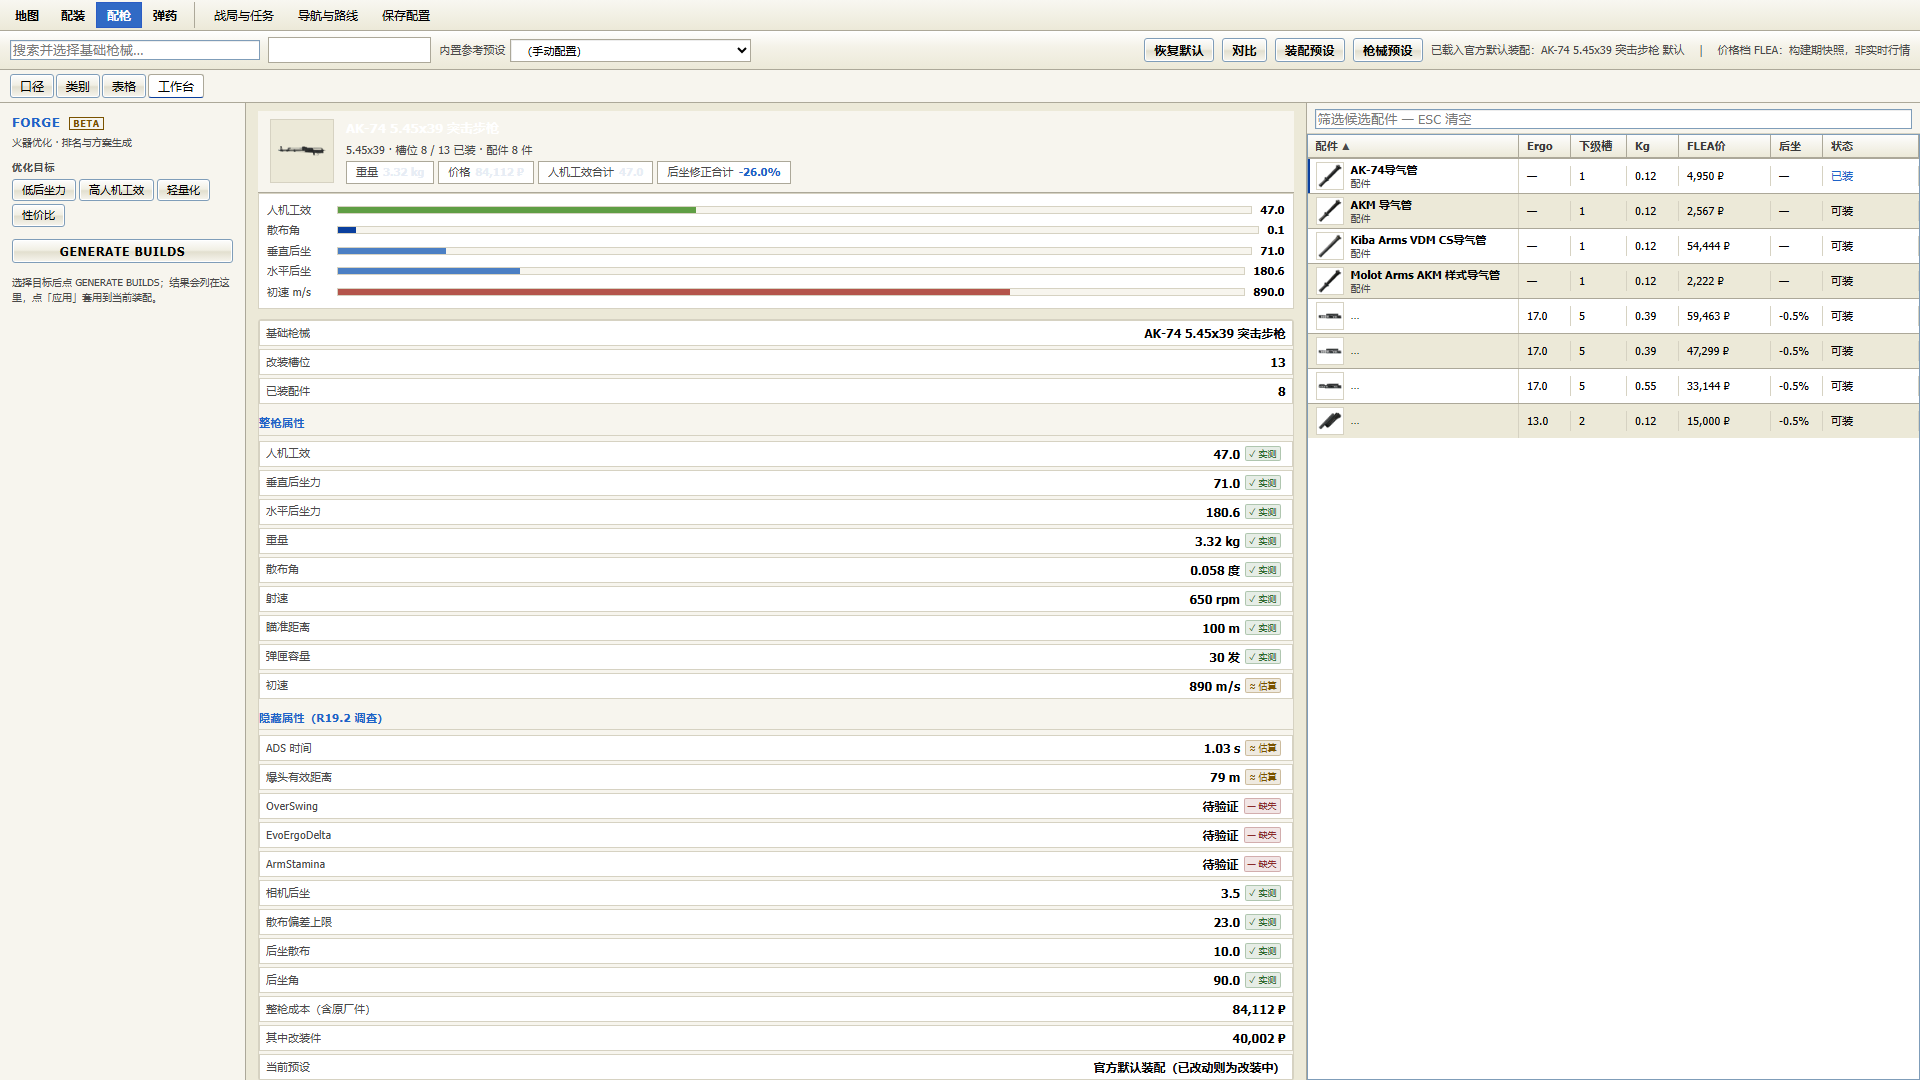 地图 配装 配枪 弹药 战局与任务 导航与路线 保存配置
搜索并选择基础枪械... 内置参考预设 （手动配置） 恢复默认 对比 装配预设 枪械预设 已载入官方默认装配：AK-74 5.45x39 突击步枪 默认 | 价格档 FLEA：构建期快照，非实时行情
口径 类别 表格 工作台
FORGE BETA
火器优化 · 排名与方案生成
优化目标
低后坐力 高人机工效 轻量化
性价比
GENERATE BUILDS
选择目标后点 GENERATE BUILDS；结果会列在这
里，点「应用」套用到当前装配。
AK-74 5.45x39 突击步枪
5.45x39 · 槽位 8 / 13 已装 · 配件 8 件
重量 3.32 kg 价格 84,112 ₽ 人机工效合计 47.0 后坐修正合计 -26.0%
人机工效 47.0
散布角 0.1
垂直后坐 71.0
水平后坐 180.6
初速 m/s 890.0
基础枪械 AK-74 5.45x39 突击步枪
改装槽位 13
已装配件 8
整枪属性
人机工效 47.0 ✓ 实测
垂直后坐力 71.0 ✓ 实测
水平后坐力 180.6 ✓ 实测
重量 3.32 kg ✓ 实测
散布角 0.058 度 ✓ 实测
射速 650 rpm ✓ 实测
瞄准距离 100 m ✓ 实测
弹匣容量 30 发 ✓ 实测
初速 890 m/s ≈ 估算
隐藏属性（R19.2 调查）
ADS 时间 1.03 s ≈ 估算
爆头有效距离 79 m ≈ 估算
OverSwing 待验证 — 缺失
EvoErgoDelta 待验证 — 缺失
ArmStamina 待验证 — 缺失
相机后坐 3.5 ✓ 实测
散布偏差上限 23.0 ✓ 实测
后坐散布 10.0 ✓ 实测
后坐角 90.0 ✓ 实测
整枪成本（含原厂件） 84,112 ₽
其中改装件 40,002 ₽
当前预设 官方默认装配（已改动则为改装中）
筛选候选配件 — ESC 清空
配件 ▲ Ergo 下级槽 Kg FLEA价 后坐 状态
AK-74导气管 — 1 0.12 4,950 ₽ — 已装
配件
AKM 导气管 — 1 0.12 2,567 ₽ — 可装
配件
Kiba Arms VDM CS导气管 — 1 0.12 54,444 ₽ — 可装
配件
Molot Arms AKM 样式导气管 — 1 0.12 2,222 ₽ — 可装
配件
... 17.0 5 0.39 59,463 ₽ -0.5% 可装
... 17.0 5 0.39 47,299 ₽ -0.5% 可装
... 17.0 5 0.55 33,144 ₽ -0.5% 可装
... 13.0 2 0.12 15,000 ₽ -0.5% 可装